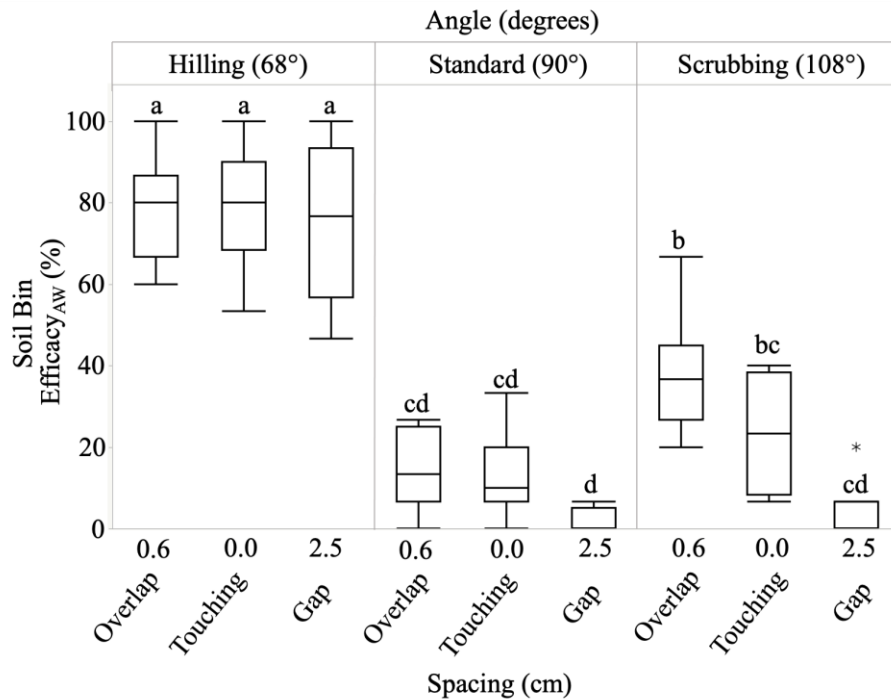 Angle (degrees)
Hilling (68°) Standard (90°) Scrubbing (108°)
Soil Bin
Efficacy_AW (%)
100
80
60
40
20
0
a a a
cd cd d
b bc cd
*
0.6 0.0 2.5 0.6 0.0 2.5 0.6 0.0 2.5
Overlap Touching Gap Overlap Touching Gap Overlap Touching Gap
Spacing (cm)